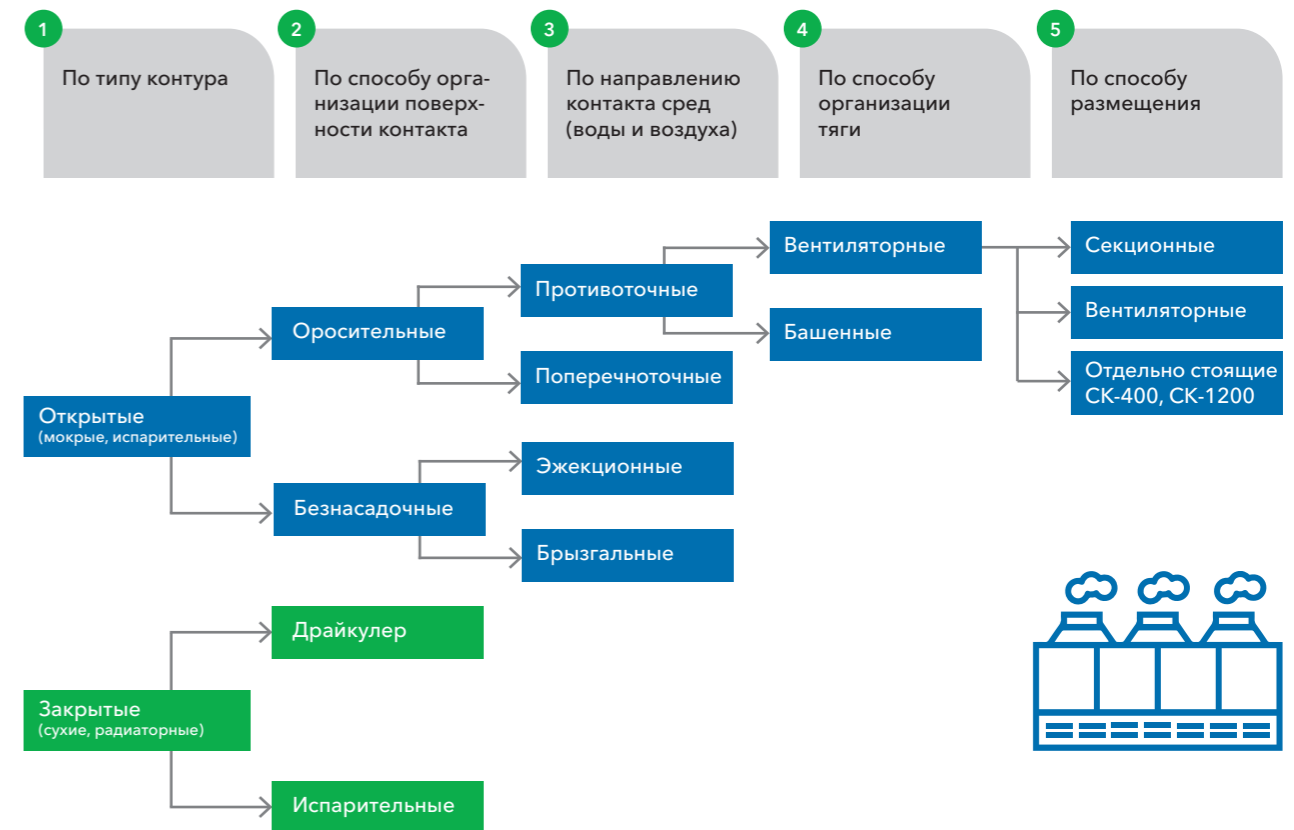 1
По типу контура
2
По способу орга-
низации поверх-
ности контакта
3
По направлению
контакта сред
(воды и воздуха)
4
По способу
организации
тяги
5
По способу
размещения
Открытые
(мокрые, испарительные)
Оросительные
Безнасадочные
Противоточные
Поперечноточные
Эжекционные
Брызгальные
Вентиляторные
Башенные
Секционные
Вентиляторные
Отдельно стоящие
СК-400, СК-1200
Закрытые
(сухие, радиаторные)
Драйкулер
Испарительные